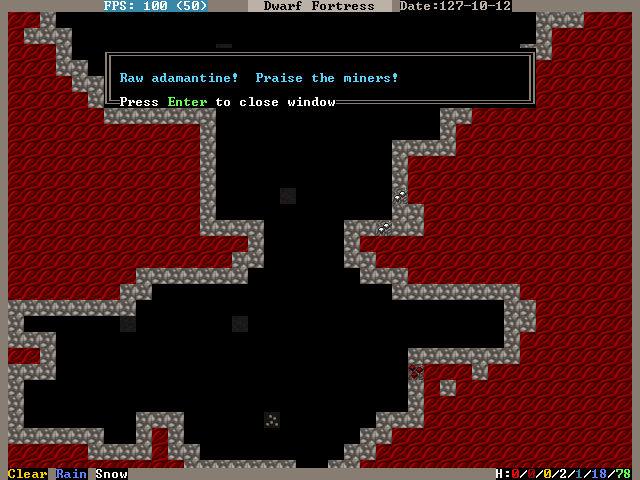 FPS: 100 (50) Dwarf Fortress Date:127-10-12
Raw adamantine! Praise the miners!
Press Enter to close window
Clear Rain Snow H:0/0/0/2/1/18/78